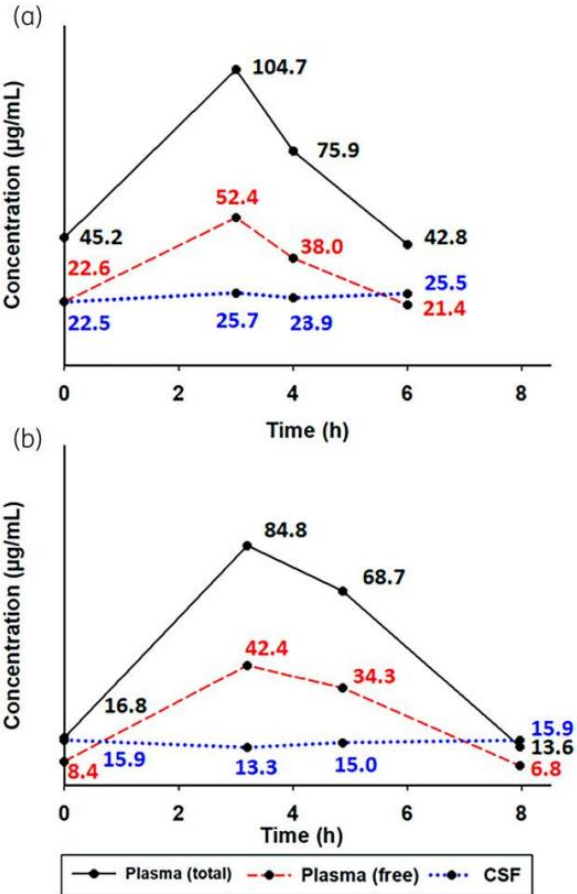 (a)
Concentration (µg/mL)
104.7
75.9
52.4
45.2
42.8
38.0
22.6
25.5
21.4
22.5
25.7
23.9
0 2 4 6 8
Time (h)
(b)
Concentration (µg/mL)
84.8
68.7
42.4
34.3
16.8
15.9
13.6
15.9
13.3
15.0
8.4
6.8
0 2 4 6 8
Time (h)
Plasma (total) Plasma (free) CSF